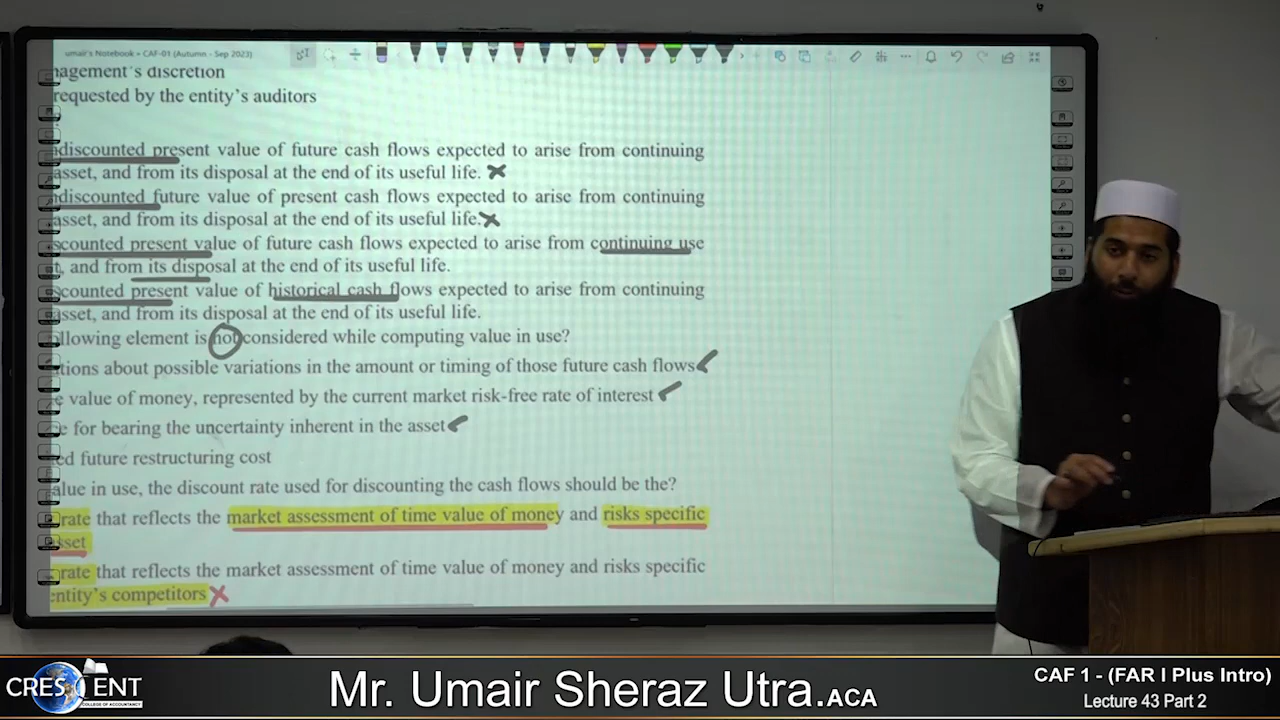 umair's Notebook • CAF-01 (Autumn - Sep 2023)
nagement's discretion
requested by the entity's auditors
discounted present value of future cash flows expected to arise from continuing
asset, and from its disposal at the end of its useful life.
discounted future value of present cash flows expected to arise from continuing
asset, and from its disposal at the end of its useful life.
scounted present value of future cash flows expected to arise from continuing use
t, and from its disposal at the end of its useful life.
scounted present value of historical cash flows expected to arise from continuing
asset, and from its disposal at the end of its useful life.
llowing element is not considered while computing value in use?
tions about possible variations in the amount or timing of those future cash flows
e value of money, represented by the current market risk-free rate of interest
e for bearing the uncertainty inherent in the asset
ed future restructuring cost
alue in use, the discount rate used for discounting the cash flows should be the?
rate that reflects the market assessment of time value of money and risks specific
asset
rate that reflects the market assessment of time value of money and risks specific
entity's competitors
CRESCENT
COLLEGE OF ACCOUNTANCY
Mr. Umair Sheraz Utra.ACA
CAF 1 - (FAR I Plus Intro)
Lecture 43 Part 2